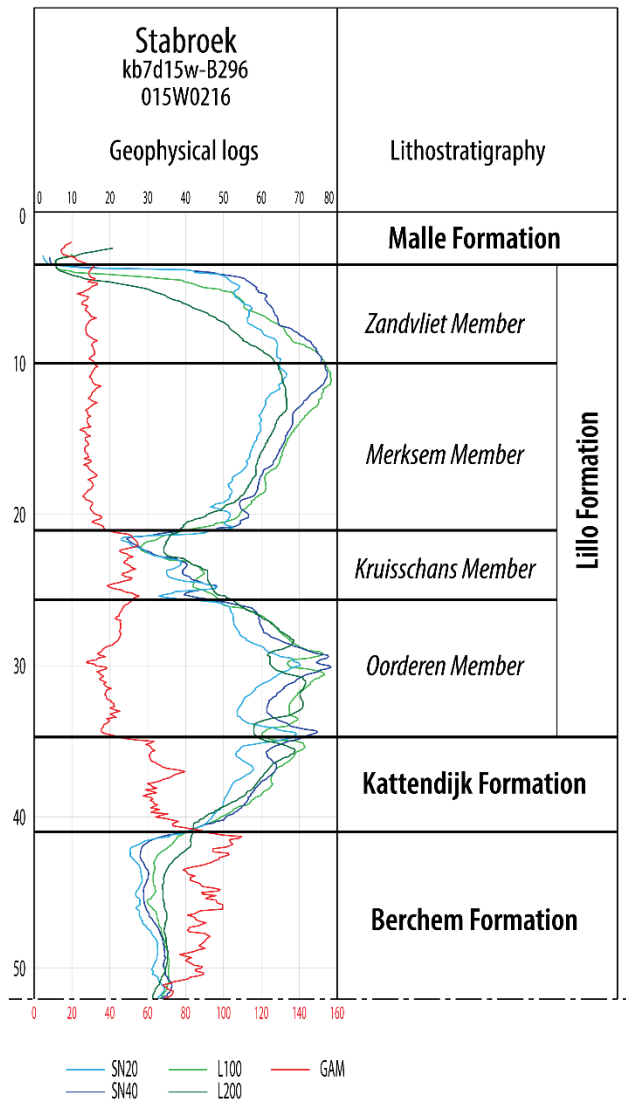 Stabroek
kb7d15w-B296
015W0216
Geophysical logs
Lithostratigraphy
0 10 20 30 40 50 60 70 80
0
Malle Formation
Zandvliet Member
10
Merksem Member
Lillo Formation
20
Kruisschans Member
Oorderen Member
30
Kattendijk Formation
40
Berchem Formation
50
0 20 40 60 80 100 120 140 160
SN20 L100 GAM
SN40 L200